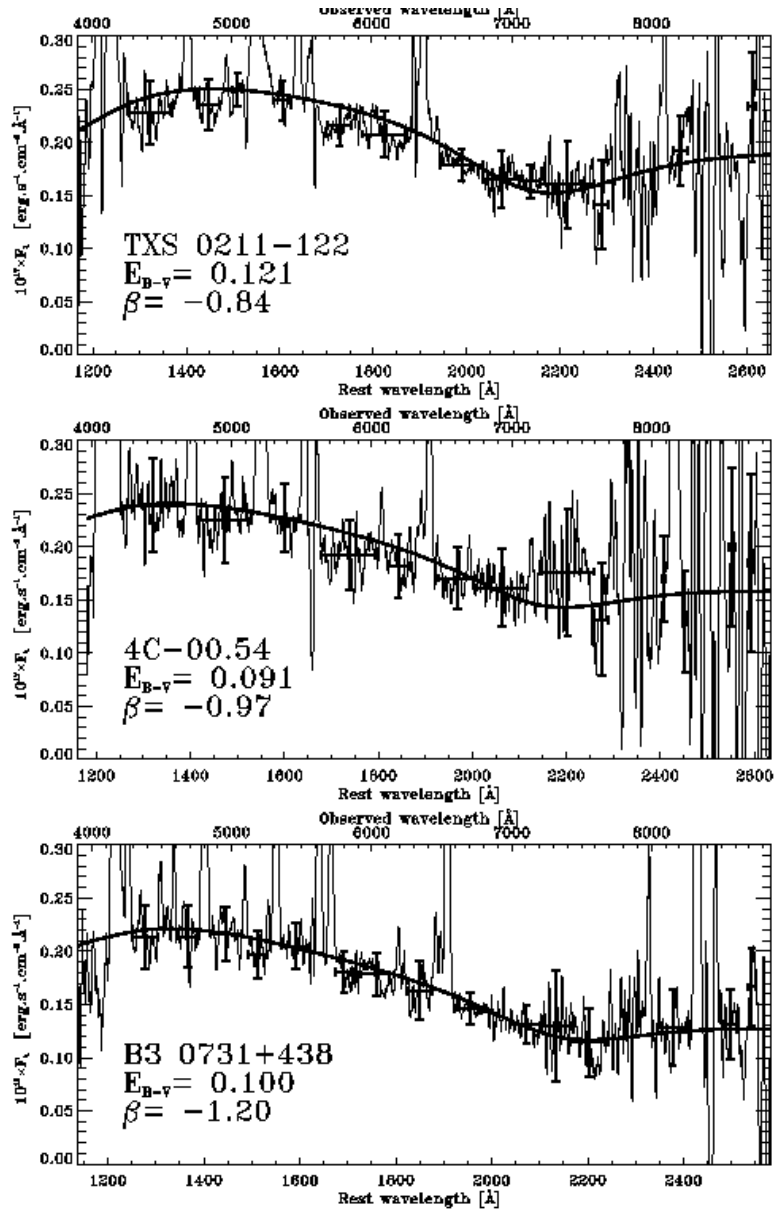 Observed wavelength [Å]
4000 5000 6000 7000 8000
0.30
0.25
0.20
0.15
0.10
0.05
0.00
TXS 0211-122
E_B-V= 0.121
β= -0.84
1200 1400 1600 1800 2000 2200 2400 2600
Rest wavelength [Å]
Observed wavelength [Å]
4000 5000 6000 7000 8000
0.30
0.25
0.20
0.15
0.10
0.05
0.00
4C-00.54
E_B-V= 0.091
β= -0.97
1200 1400 1600 1800 2000 2200 2400 2600
Rest wavelength [Å]
Observed wavelength [Å]
4000 5000 6000 7000 8000
0.30
0.25
0.20
0.15
0.10
0.05
0.00
B3 0731+438
E_B-V= 0.100
β= -1.20
1200 1400 1600 1800 2000 2200 2400
Rest wavelength [Å]